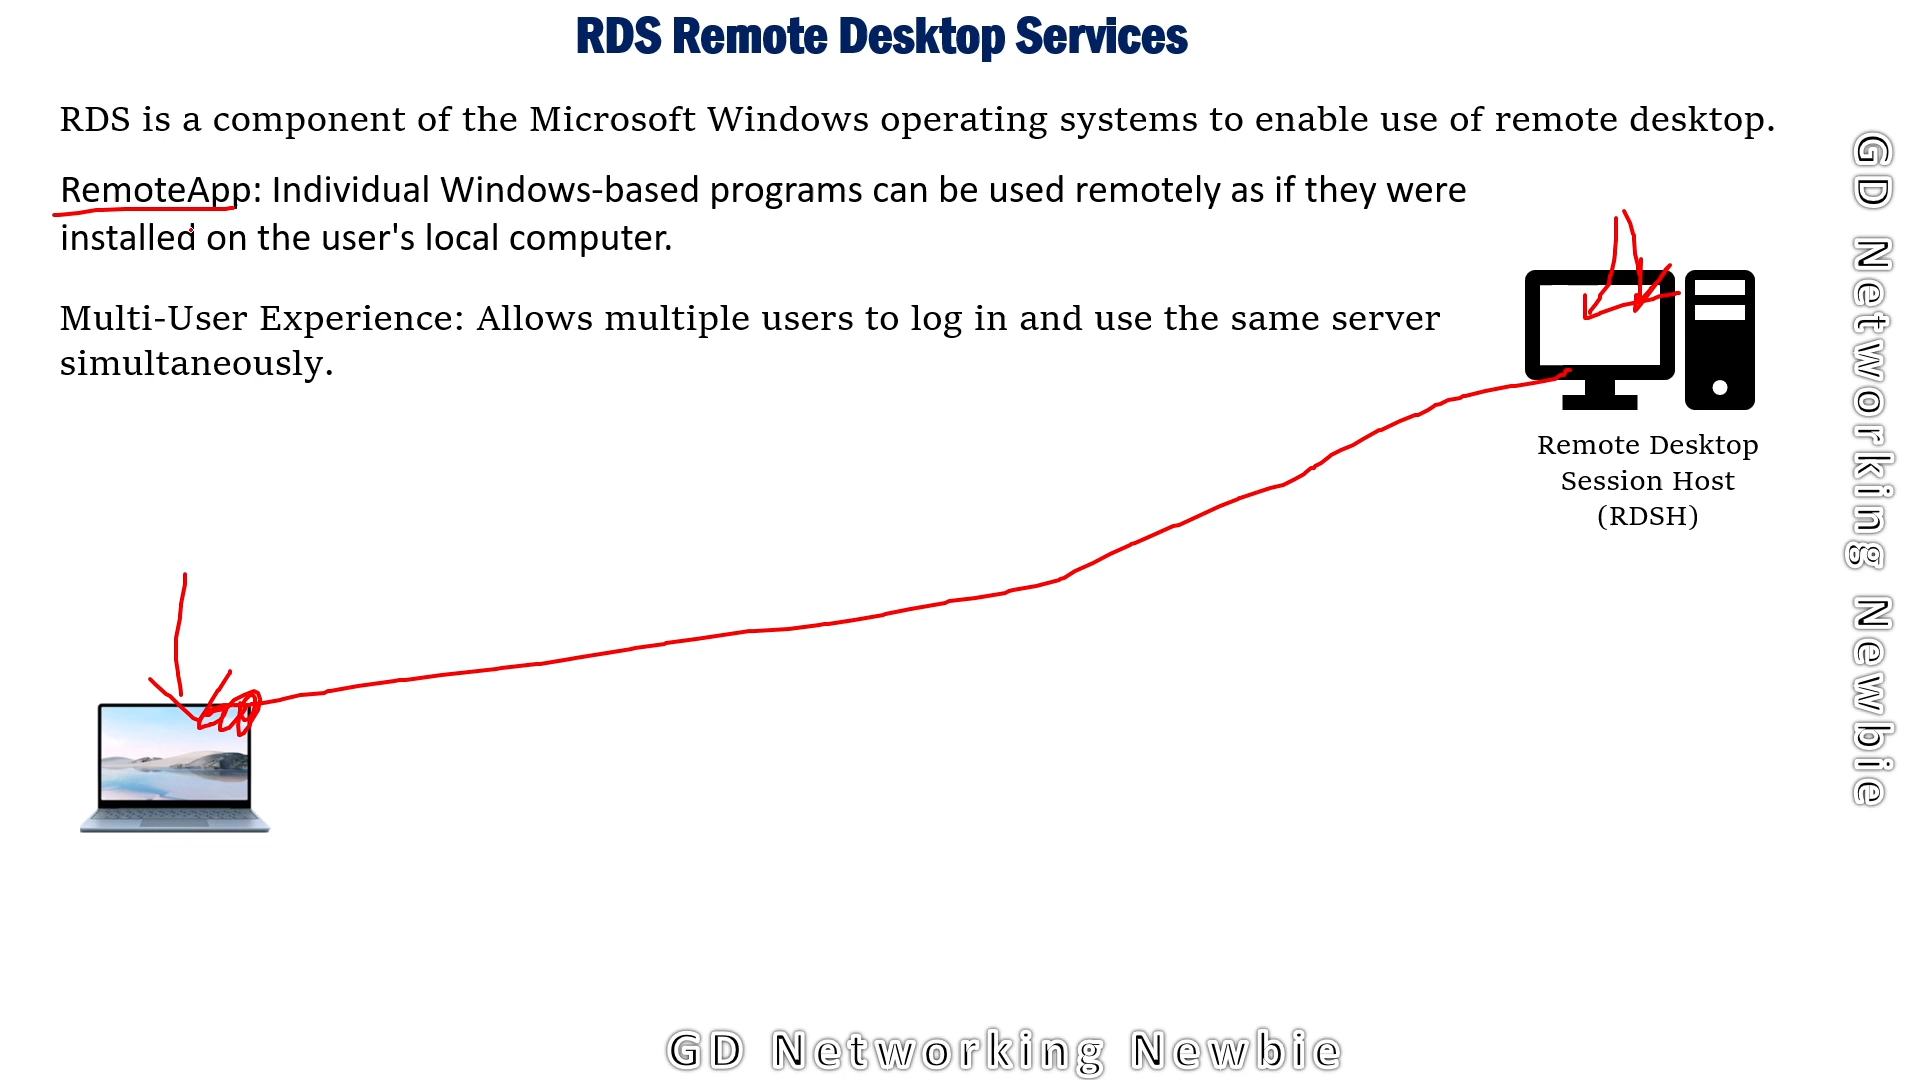 RDS Remote Desktop Services
RDS is a component of the Microsoft Windows operating systems to enable use of remote desktop.
RemoteApp: Individual Windows-based programs can be used remotely as if they were
installed on the user's local computer.
Multi-User Experience: Allows multiple users to log in and use the same server
simultaneously.
Remote Desktop
Session Host
(RDSH)
GD Networking Newbie
GD Networking Newbie